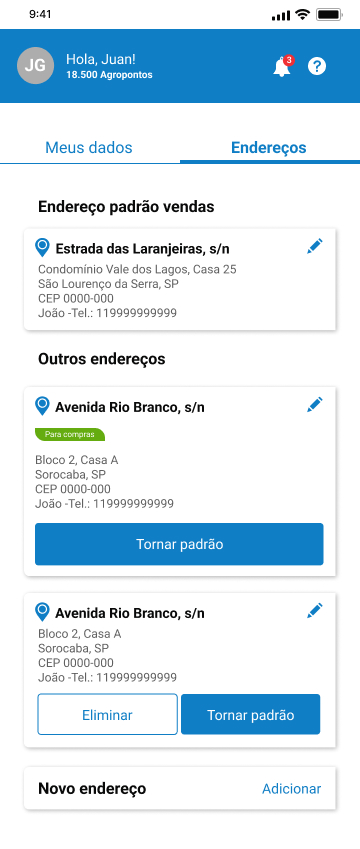 9:41
JG
Hola, Juan!
18.500 Agropontos
3
?
Meus dados
Endereços
Endereço padrão vendas
Estrada das Laranjeiras, s/n
Condomínio Vale dos Lagos, Casa 25
São Lourenço da Serra, SP
CEP 0000-000
João -Tel.: 119999999999
Outros endereços
Avenida Rio Branco, s/n
Para compras
Bloco 2, Casa A
Sorocaba, SP
CEP 0000-000
João -Tel.: 119999999999
Tornar padrão
Avenida Rio Branco, s/n
Bloco 2, Casa A
Sorocaba, SP
CEP 0000-000
João -Tel.: 119999999999
Eliminar
Tornar padrão
Novo endereço
Adicionar